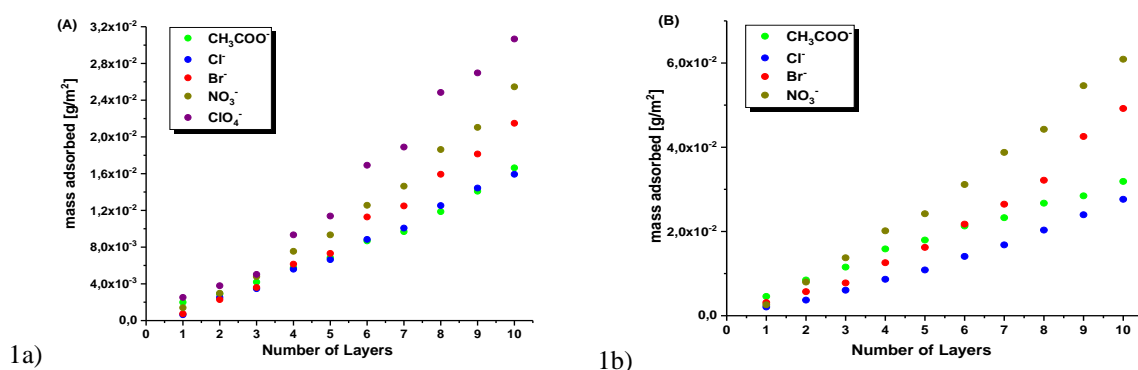 (A)
CH₃COO⁻
Cl⁻
Br⁻
NO₃⁻
ClO₄⁻
3,2x10⁻²
2,8x10⁻²
2,4x10⁻²
2,0x10⁻²
1,6x10⁻²
1,2x10⁻²
8,0x10⁻³
4,0x10⁻³
0,0
mass adsorbed [g/m²]
0 1 2 3 4 5 6 7 8 9 10
Number of Layers
1a)
(B)
CH₃COO⁻
Cl⁻
Br⁻
NO₃⁻
6,0x10⁻²
4,0x10⁻²
2,0x10⁻²
0,0
mass adsorbed [g/m²]
0 1 2 3 4 5 6 7 8 9 10
Number of Layers
1b)